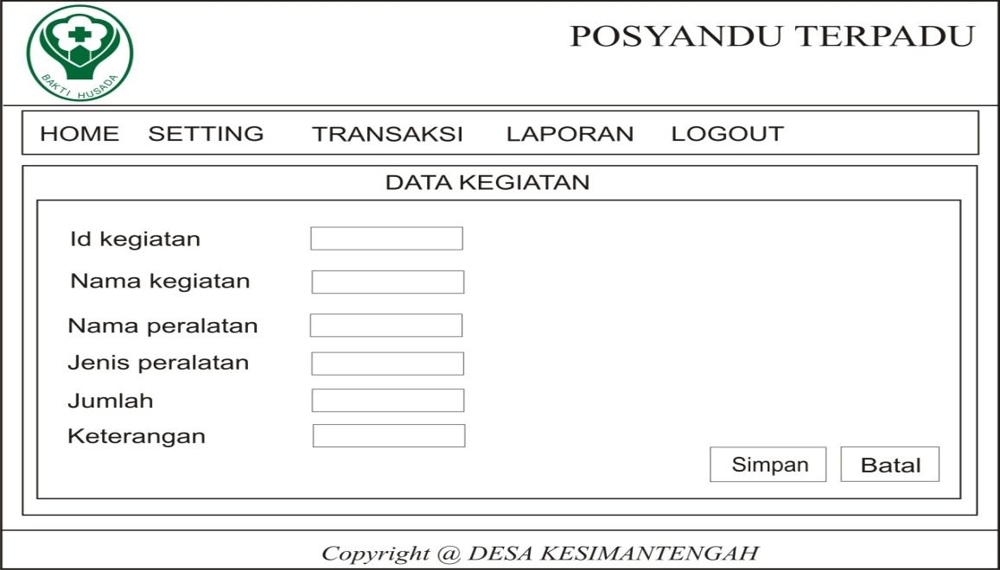 BAKTI HUSADA
POSYANDU TERPADU
HOME SETTING TRANSAKSI LAPORAN LOGOUT
DATA KEGIATAN
Id kegiatan
Nama kegiatan
Nama peralatan
Jenis peralatan
Jumlah
Keterangan
Simpan Batal
Copyright @ DESA KESIMANTENGAH